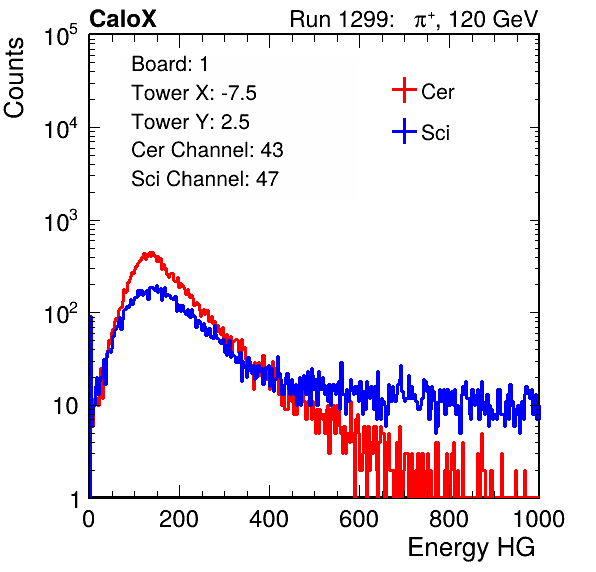 CaloX Run 1299: π⁺, 120 GeV
Board: 1
Tower X: -7.5
Tower Y: 2.5
Cer Channel: 43
Sci Channel: 47
Cer
Sci
Counts
10⁵
10⁴
10³
10²
10
1
0 200 400 600 800 1000
Energy HG